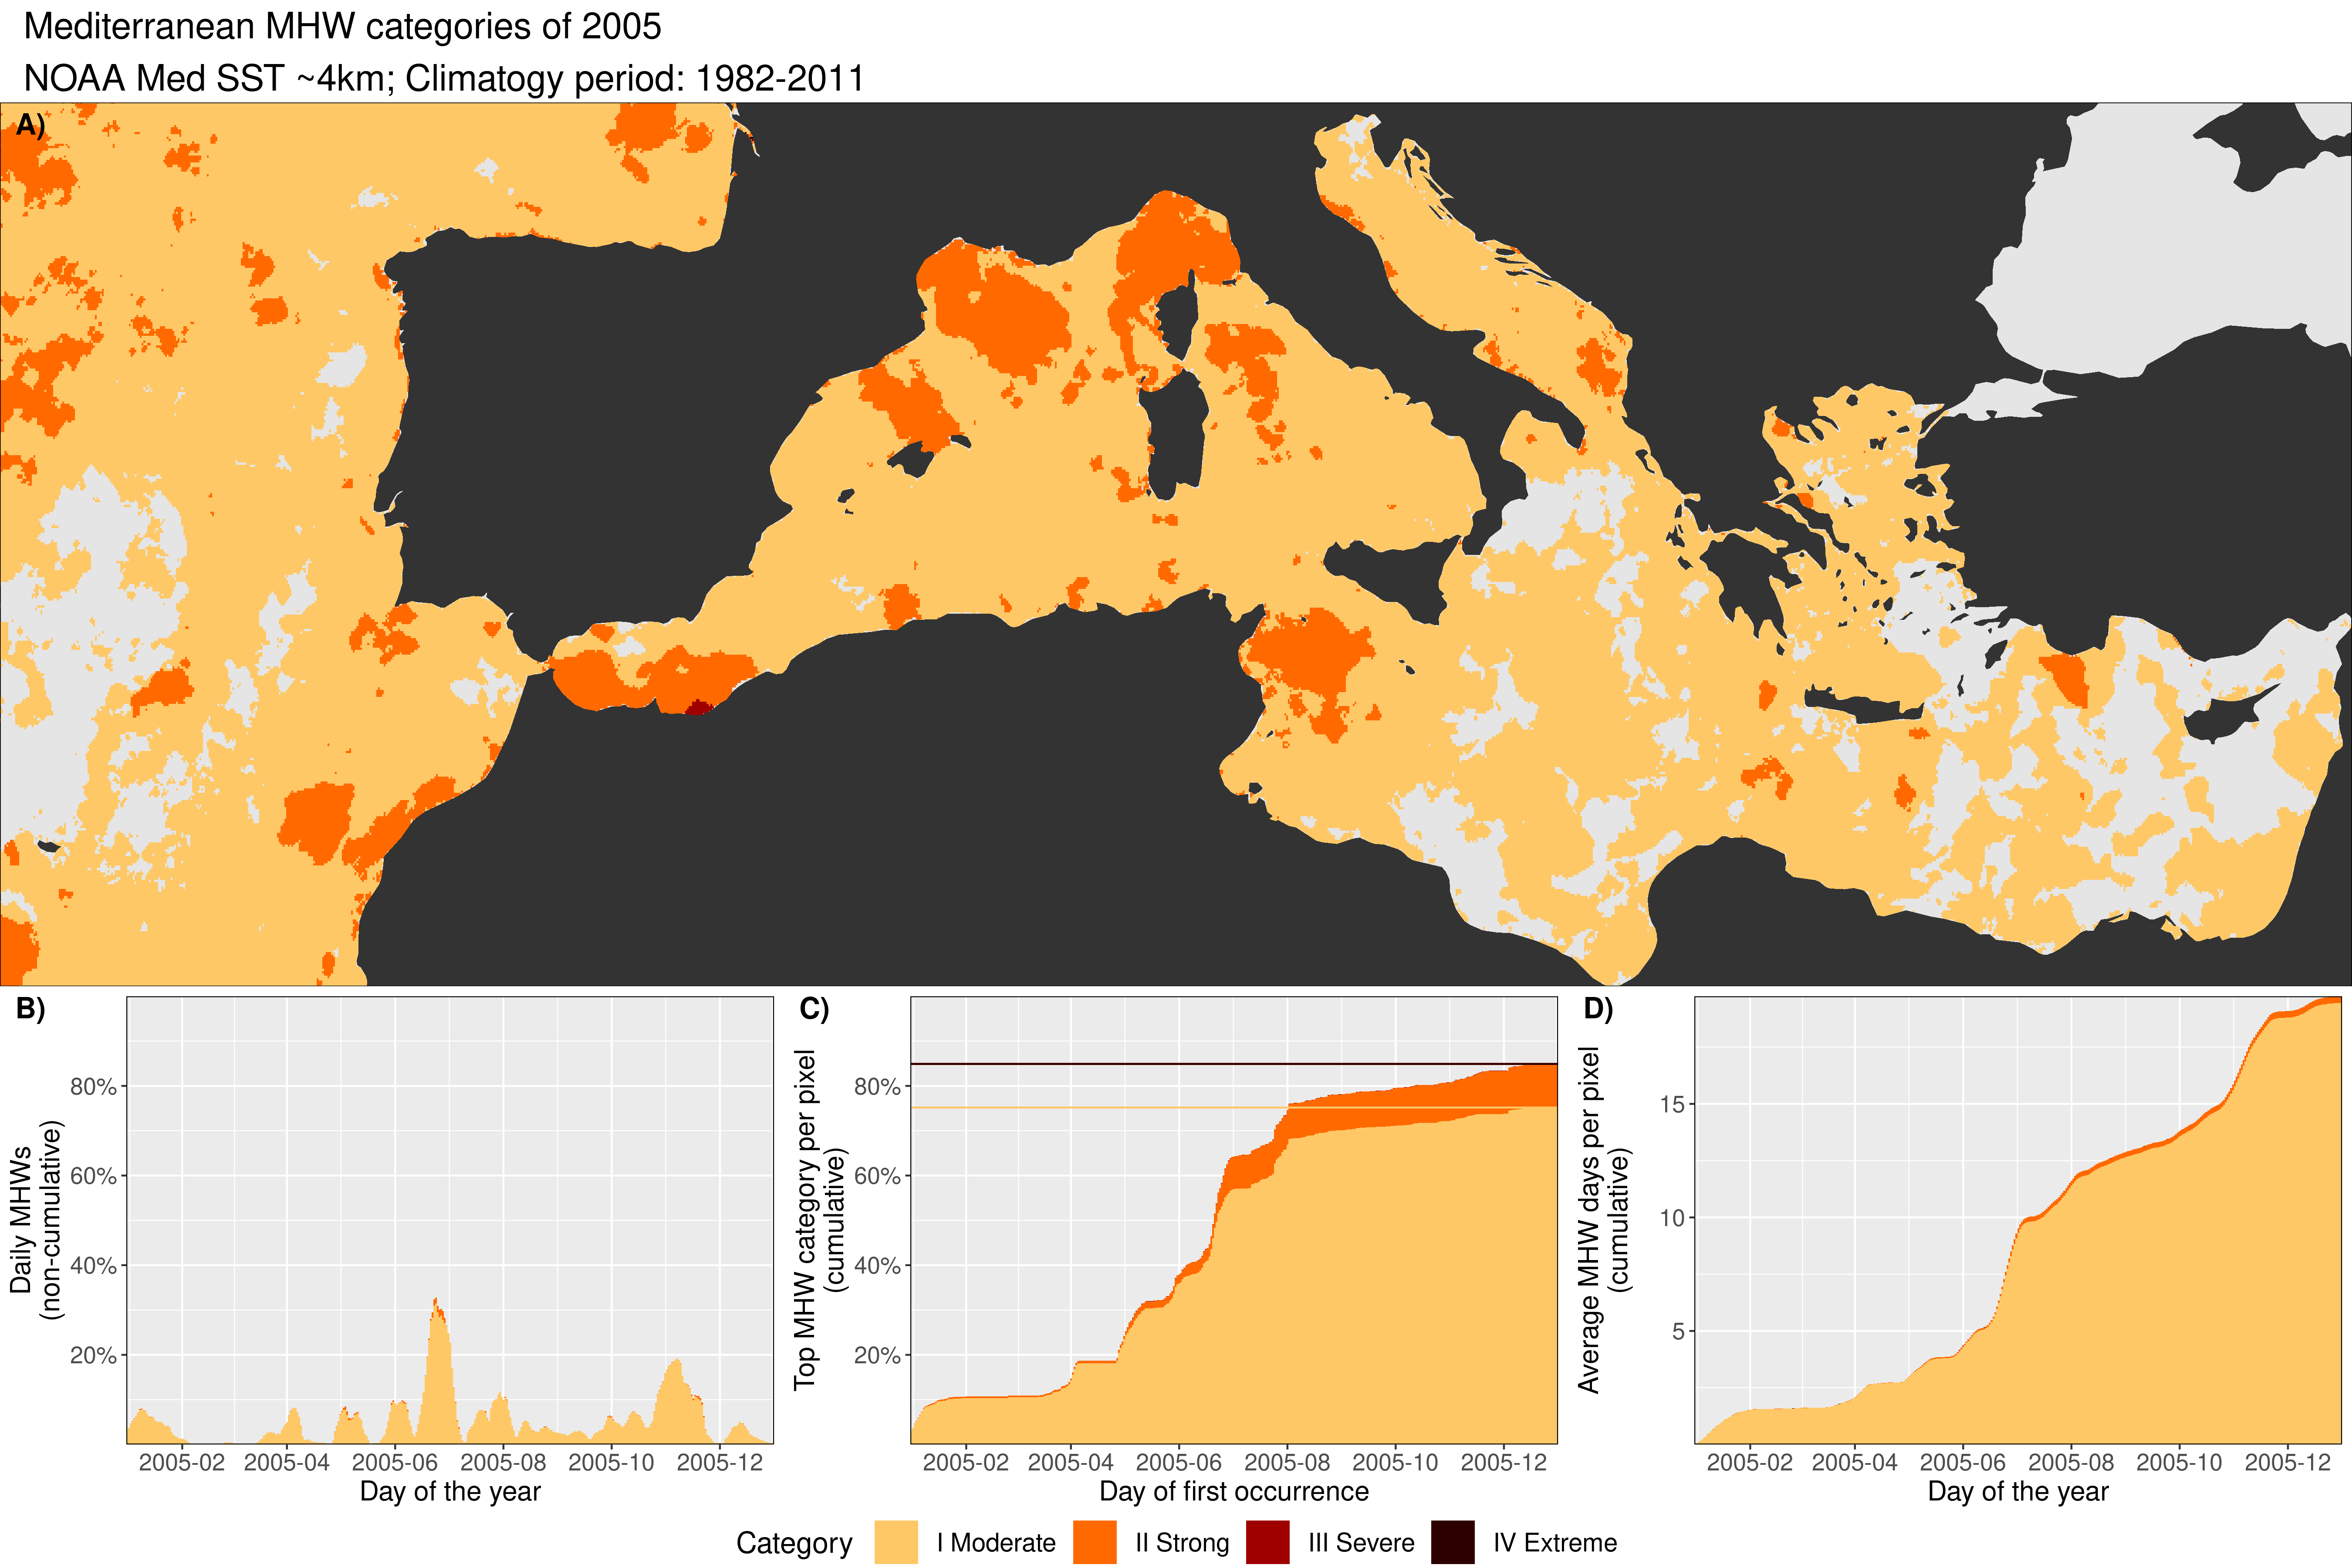 Mediterranean MHW categories of 2005
NOAA Med SST ~4km; Climatogy period: 1982-2011
A)
B)
Daily MHWs
(non-cumulative)
80%
60%
40%
20%
2005-02 2005-04 2005-06 2005-08 2005-10 2005-12
Day of the year
C)
Top MHW category per pixel
(cumulative)
80%
60%
40%
20%
2005-02 2005-04 2005-06 2005-08 2005-10 2005-12
Day of first occurrence
D)
Average MHW days per pixel
(cumulative)
15
10
5
2005-02 2005-04 2005-06 2005-08 2005-10 2005-12
Day of the year
Category I Moderate II Strong III Severe IV Extreme